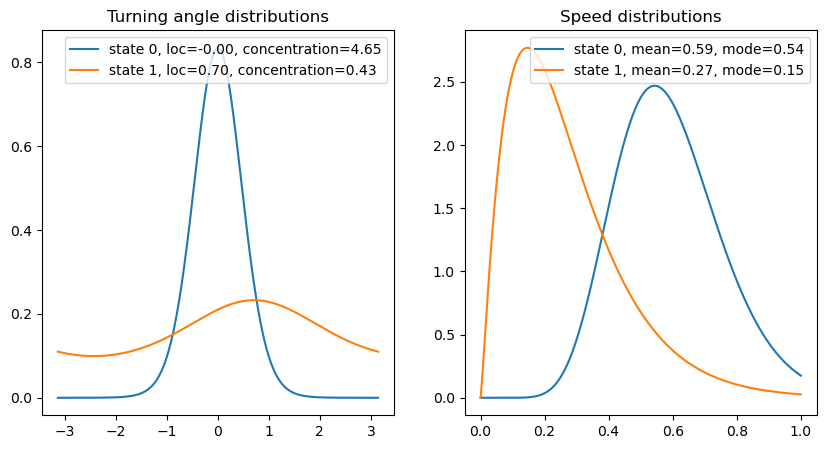 Turning angle distributions
state 0, loc=-0.00, concentration=4.65
state 1, loc=0.70, concentration=0.43
0.8
0.6
0.4
0.2
0.0
−3 −2 −1 0 1 2 3
Speed distributions
state 0, mean=0.59, mode=0.54
state 1, mean=0.27, mode=0.15
2.5
2.0
1.5
1.0
0.5
0.0
0.0 0.2 0.4 0.6 0.8 1.0